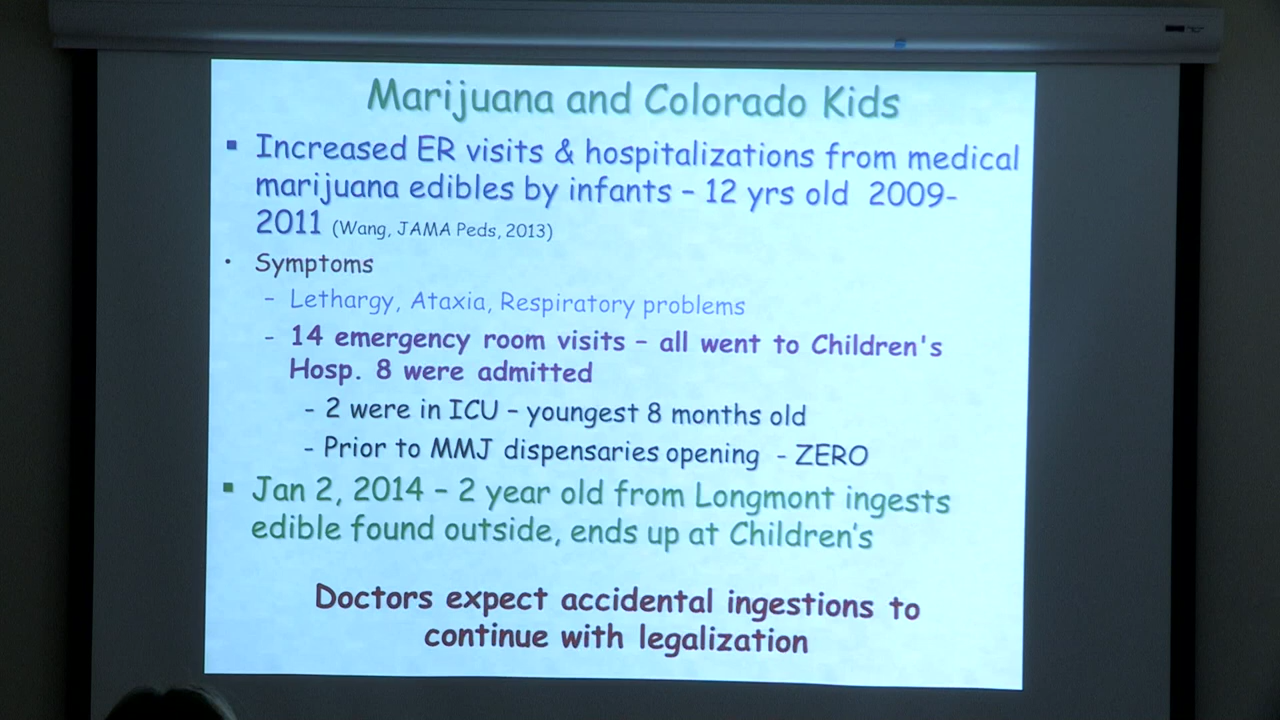 Marijuana and Colorado Kids
▪ Increased ER visits & hospitalizations from medical
marijuana edibles by infants – 12 yrs old 2009-
2011 (Wang, JAMA Peds, 2013)
• Symptoms
– Lethargy, Ataxia, Respiratory problems
– 14 emergency room visits – all went to Children's
Hosp. 8 were admitted
– 2 were in ICU – youngest 8 months old
– Prior to MMJ dispensaries opening - ZERO
▪ Jan 2, 2014 – 2 year old from Longmont ingests
edible found outside, ends up at Children's
Doctors expect accidental ingestions to
continue with legalization